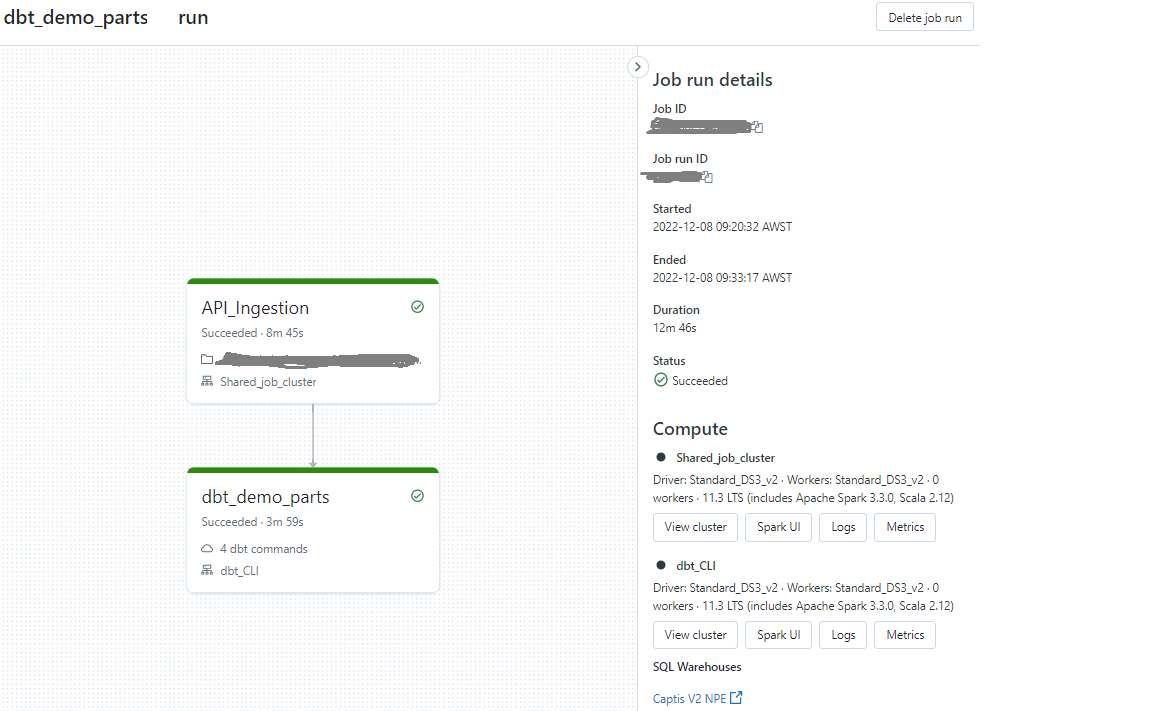 dbt_demo_parts run
Delete job run
Job run details
Job ID
Job run ID
Started
2022-12-08 09:20:32 AWST
Ended
2022-12-08 09:33:17 AWST
Duration
12m 46s
Status
Succeeded
API_Ingestion
Succeeded · 8m 45s
Shared_job_cluster
dbt_demo_parts
Succeeded · 3m 59s
4 dbt commands
dbt_CLI
Compute
Shared_job_cluster
Driver: Standard_DS3_v2 · Workers: Standard_DS3_v2 · 0
workers · 11.3 LTS (includes Apache Spark 3.3.0, Scala 2.12)
View cluster
Spark UI
Logs
Metrics
dbt_CLI
Driver: Standard_DS3_v2 · Workers: Standard_DS3_v2 · 0
workers · 11.3 LTS (includes Apache Spark 3.3.0, Scala 2.12)
View cluster
Spark UI
Logs
Metrics
SQL Warehouses
Captis V2 NPE